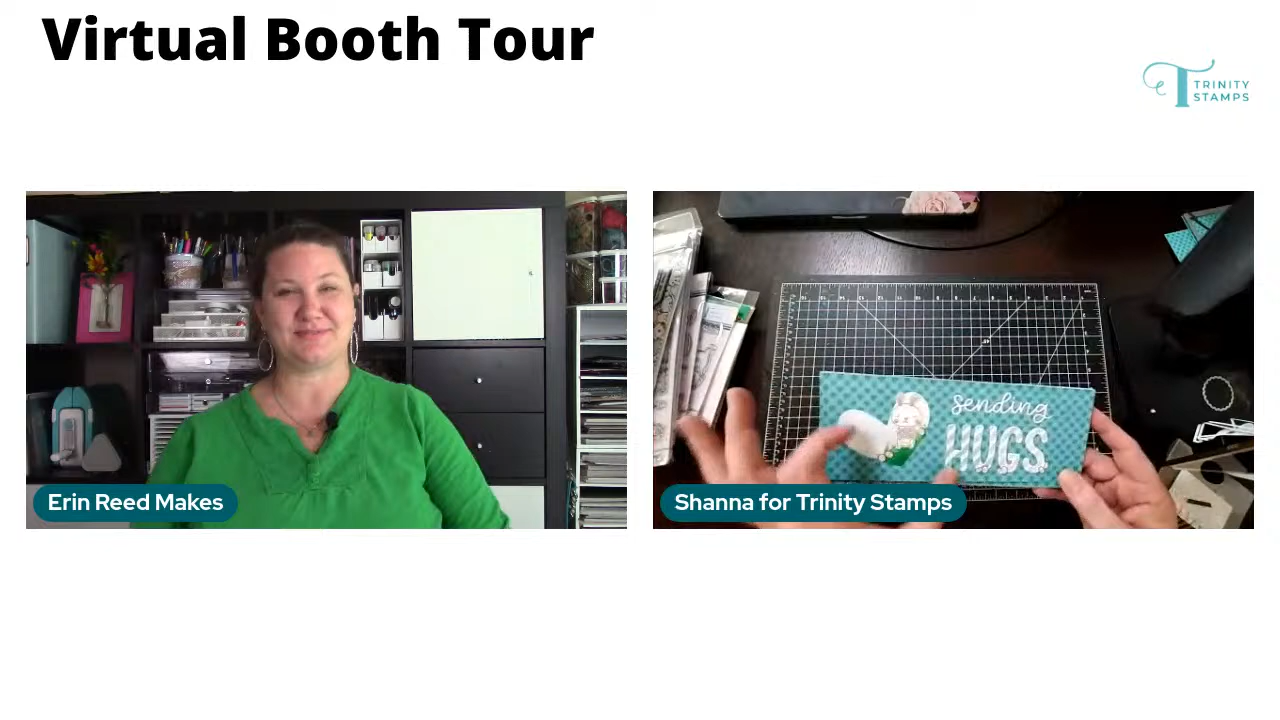 Virtual Booth Tour
TRINITY
STAMPS
sending
HUGS
Erin Reed Makes
Shanna for Trinity Stamps